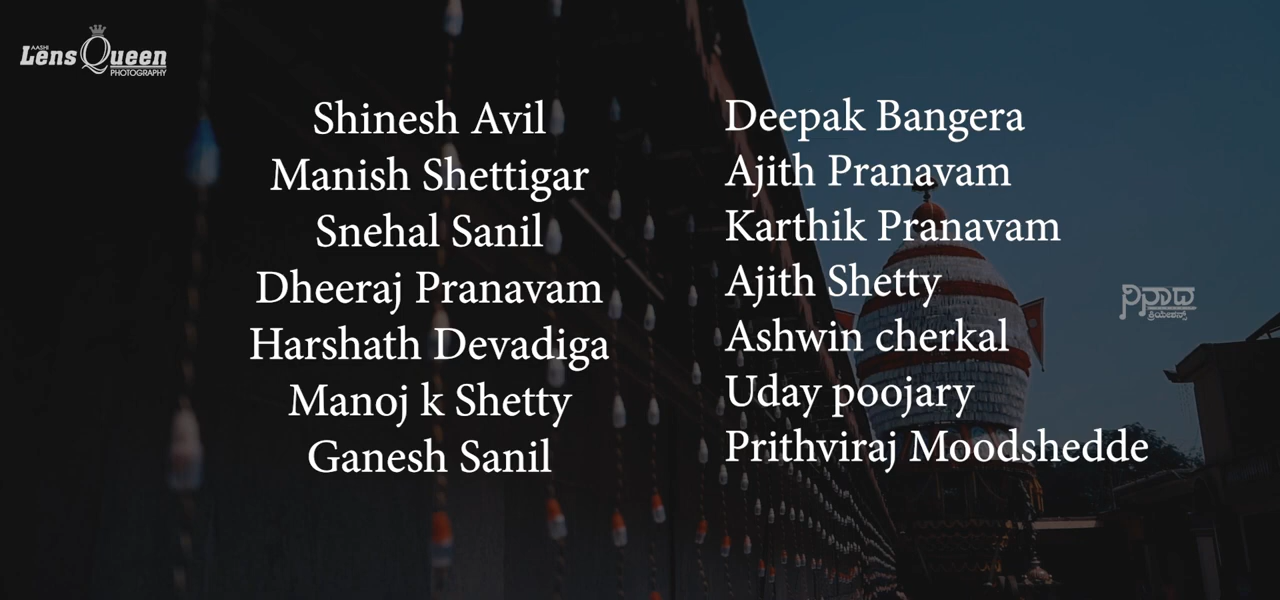 AASHI
Lens Queen
PHOTOGRAPHY
Shinesh Avil
Manish Shettigar
Snehal Sanil
Dheeraj Pranavam
Harshath Devadiga
Manoj k Shetty
Ganesh Sanil
Deepak Bangera
Ajith Pranavam
Karthik Pranavam
Ajith Shetty
Ashwin cherkal
Uday poojary
Prithviraj Moodshedde
ನಿನಾದ
ಕ್ರಿಯೇಶನ್ಸ್